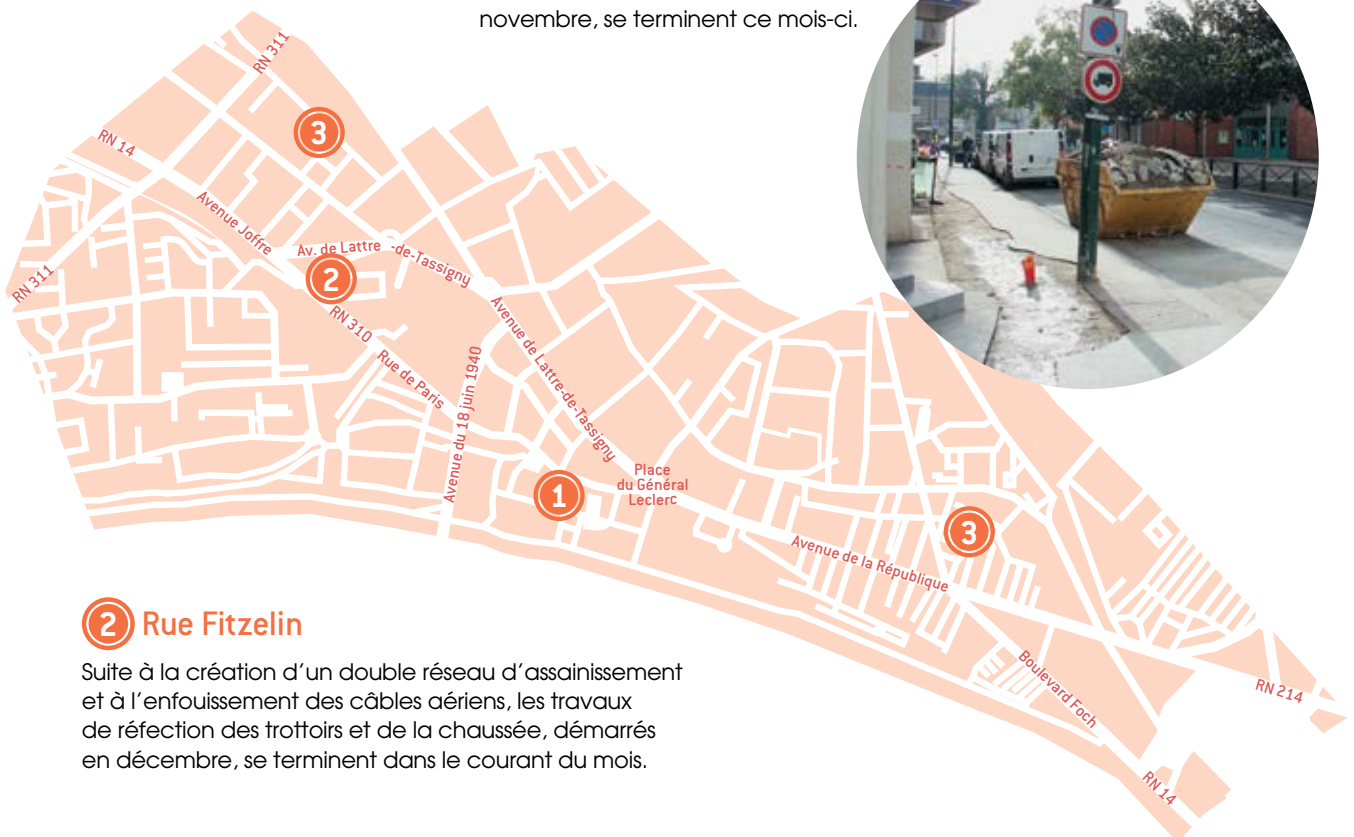 novembre, se terminent ce mois-ci.
RN 311
3
RN 14
Avenue Joffre
Av. de Lattre -de-Tassigny
RN 311
2
RN 310
Rue de Paris
Avenue du 18 juin 1940
Avenue de Lattre-de-Tassigny
Place
du Général
Leclerc
1
3
Avenue de la République
2 Rue Fitzelin
Suite à la création d’un double réseau d’assainissement
et à l’enfouissement des câbles aériens, les travaux
de réfection des trottoirs et de la chaussée, démarrés
en décembre, se terminent dans le courant du mois.
Boulevard Foch
RN 214
RN 14